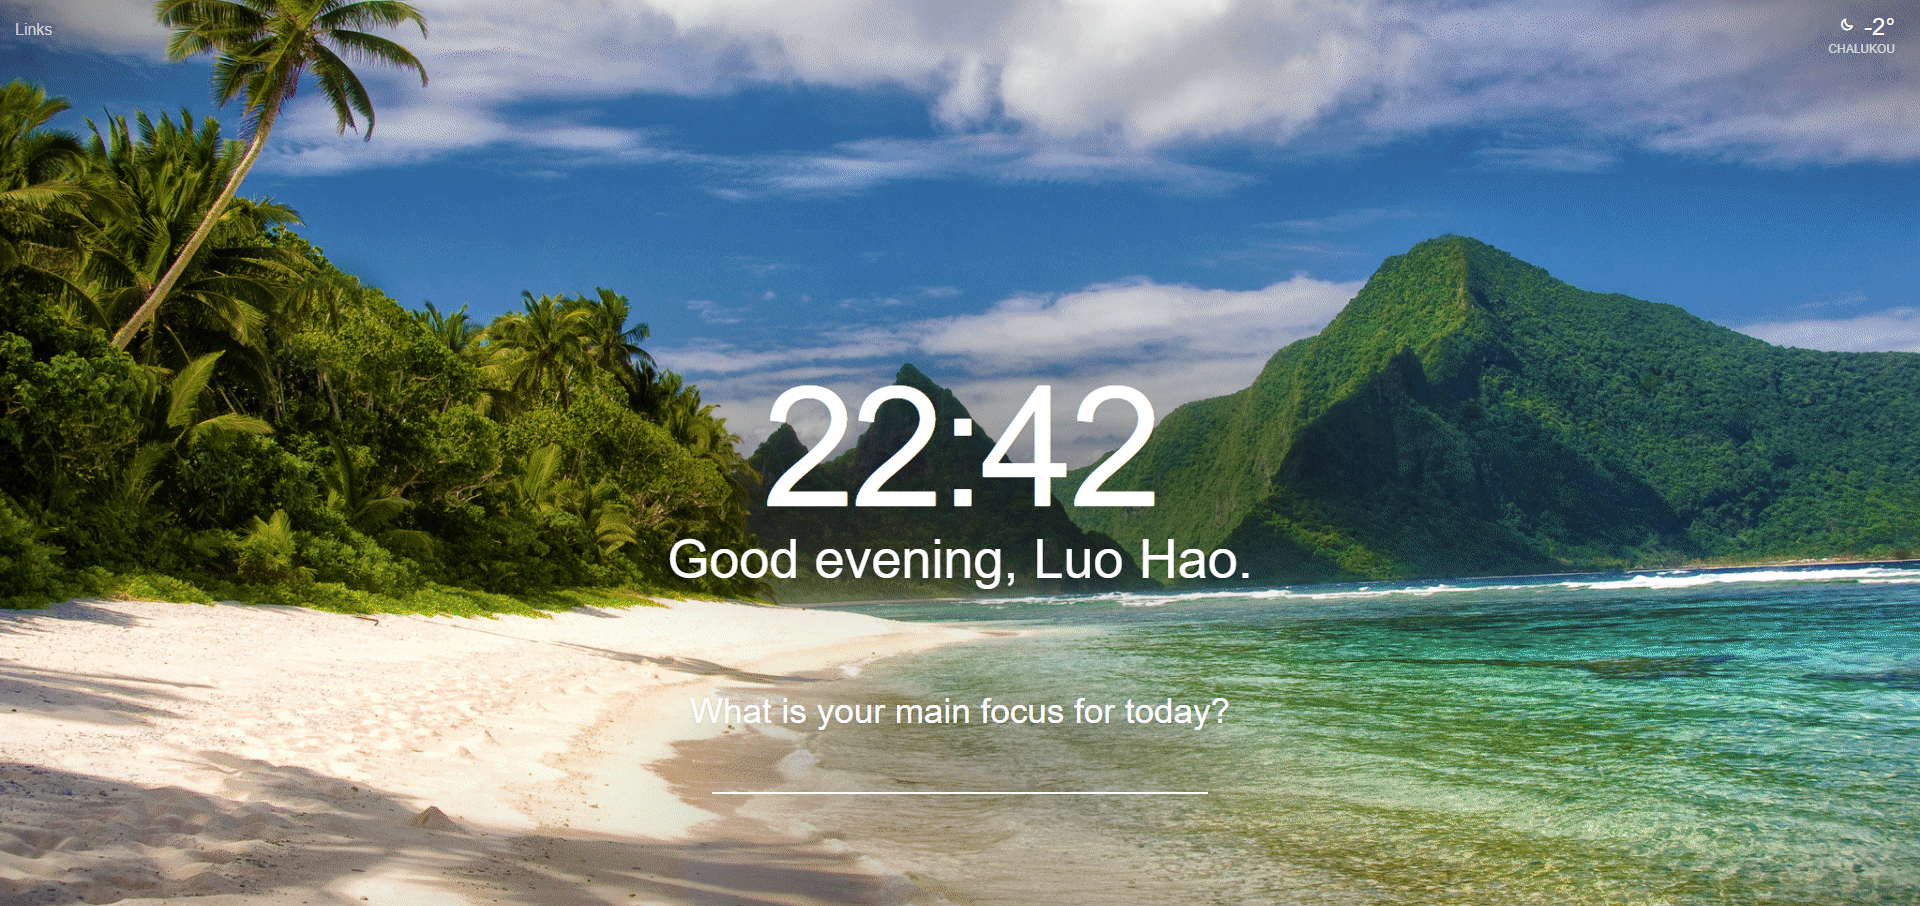 Links
-2°
CHALUKOU
22:42
Good evening, Luo Hao.
What is your main focus for today?